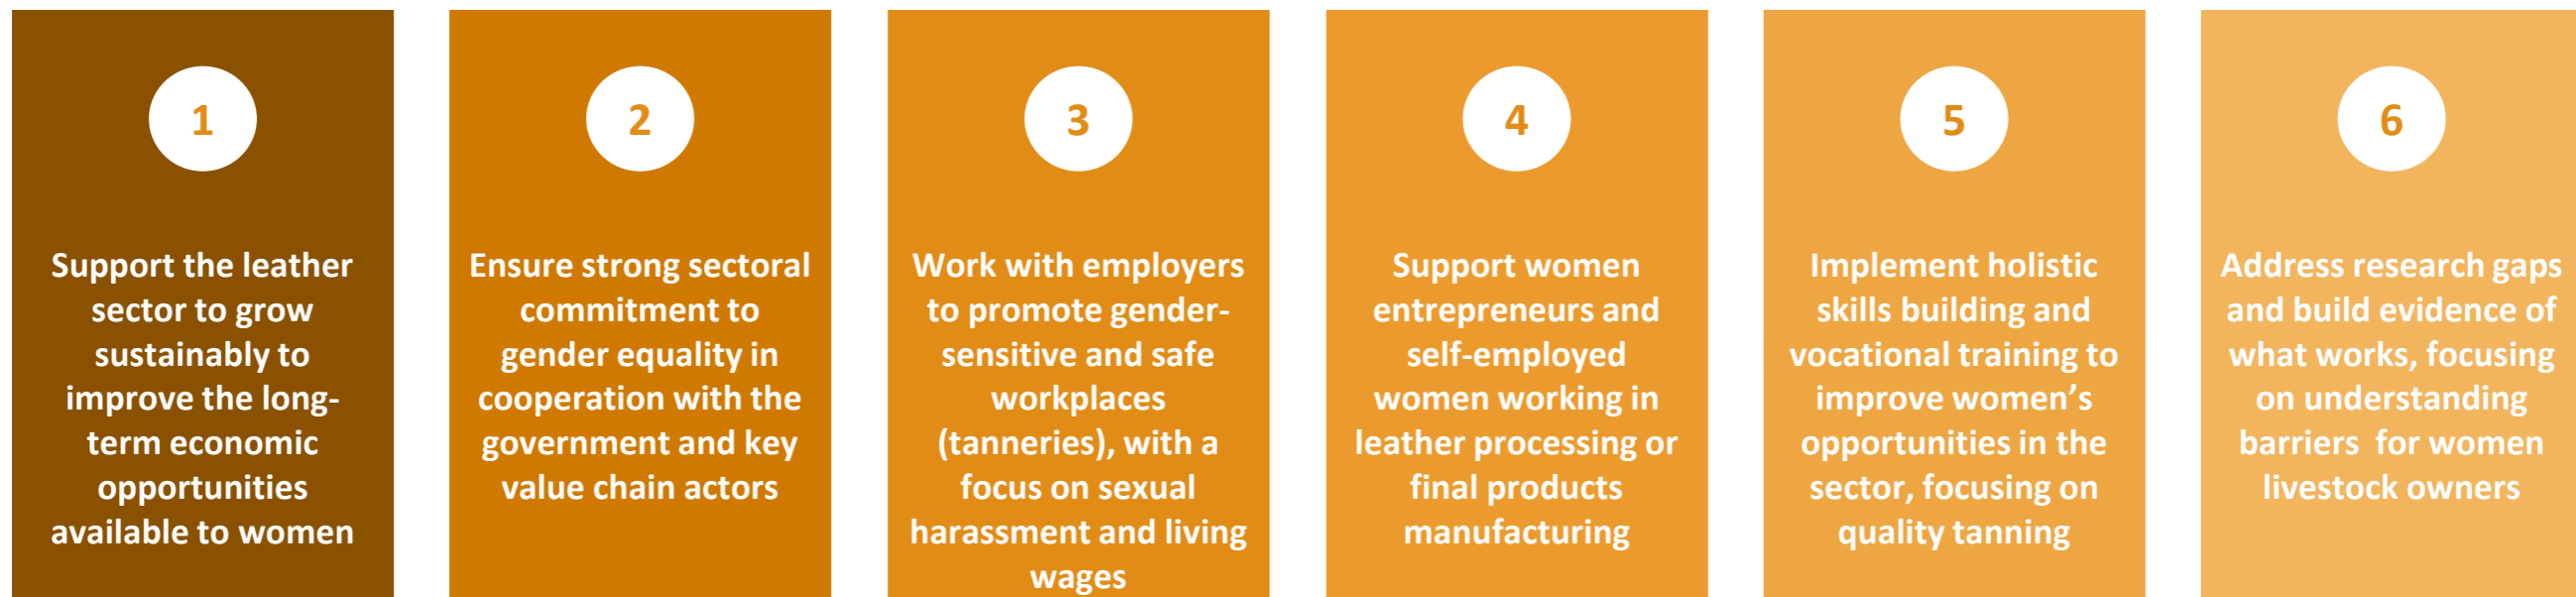 1
Support the leather
sector to grow
sustainably to
improve the long-
term economic
opportunities
available to women
2
Ensure strong sectoral
commitment to
gender equality in
cooperation with the
government and key
value chain actors
3
Work with employers
to promote gender-
sensitive and safe
workplaces
(tanneries), with a
focus on sexual
harassment and living
wages
4
Support women
entrepreneurs and
self-employed
women working in
leather processing or
final products
manufacturing
5
Implement holistic
skills building and
vocational training to
improve women’s
opportunities in the
sector, focusing on
quality tanning
6
Address research gaps
and build evidence of
what works, focusing
on understanding
barriers  for women
livestock owners